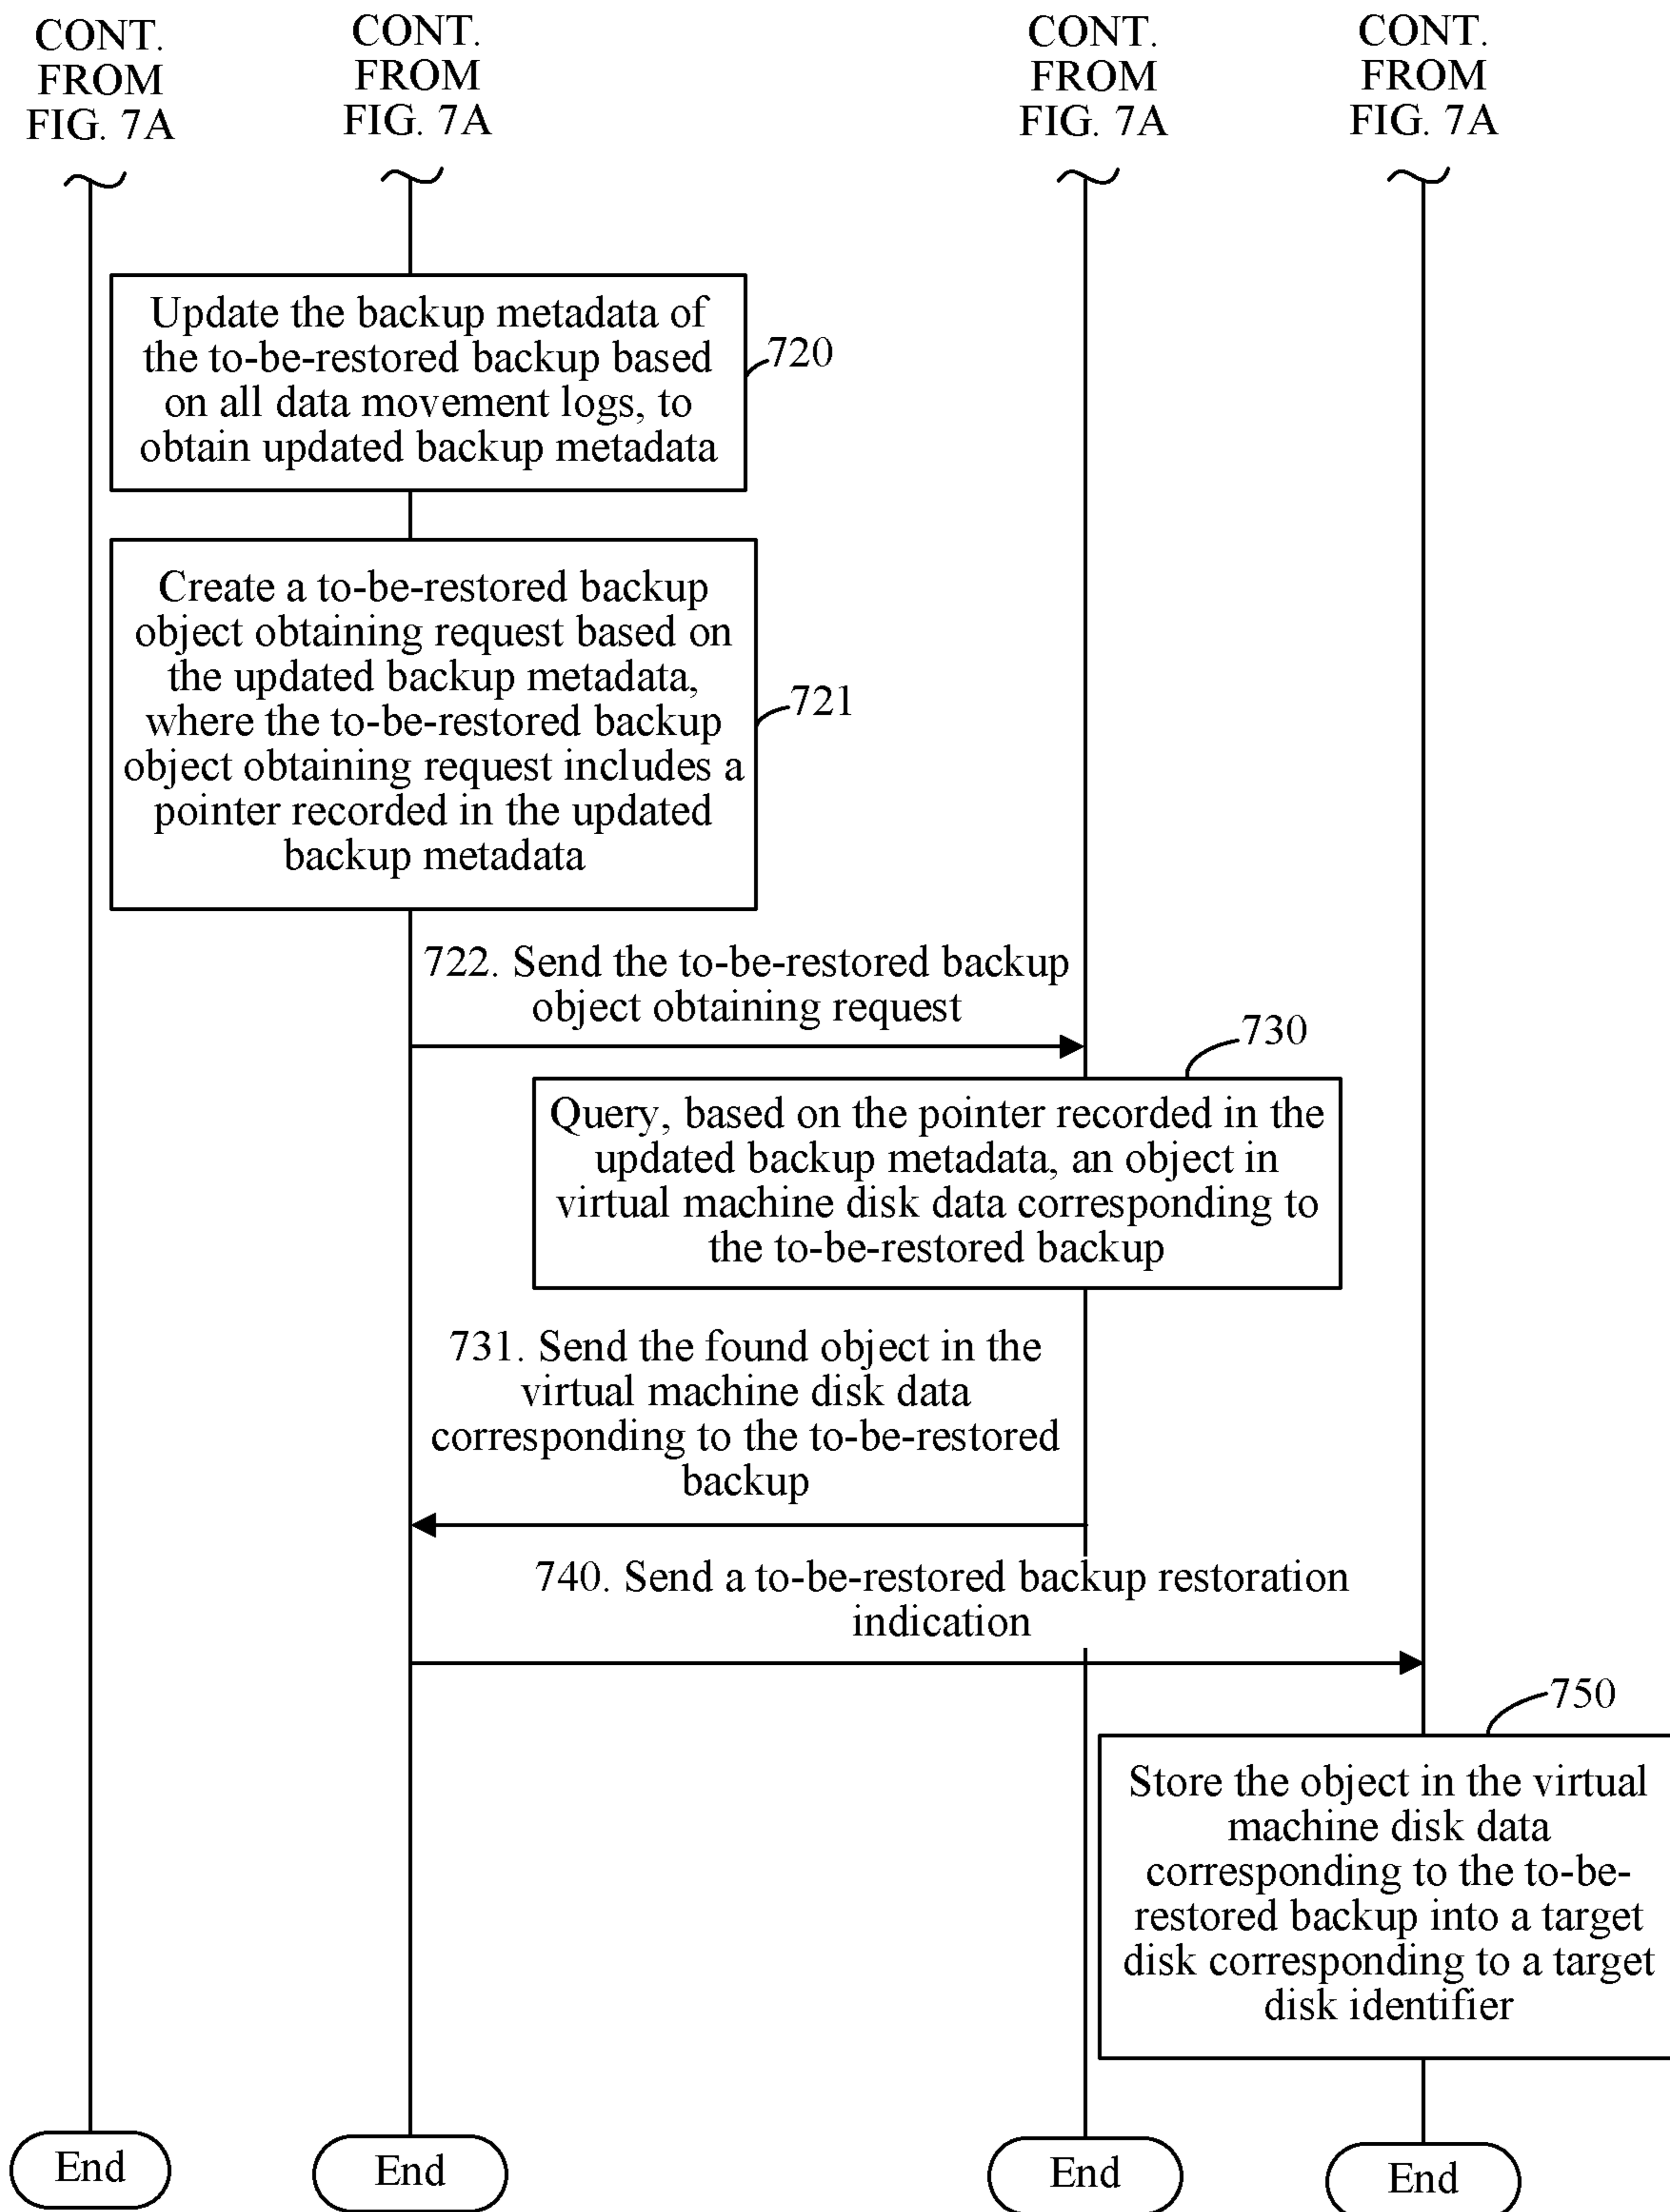 CONT.
FROM
FIG. 7A
CONT.
FROM
FIG. 7A
CONT.
FROM
FIG. 7A
CONT.
FROM
FIG. 7A
Update the backup metadata of
the to-be-restored backup based
on all data movement logs, to
obtain updated backup metadata
720
Create a to-be-restored backup
object obtaining request based on
the updated backup metadata,
where the to-be-restored backup
object obtaining request includes a
pointer recorded in the updated
backup metadata
721
722. Send the to-be-restored backup
object obtaining request
730
Query, based on the pointer recorded in the
updated backup metadata, an object in
virtual machine disk data corresponding to
the to-be-restored backup
731. Send the found object in the
virtual machine disk data
corresponding to the to-be-restored
backup
740. Send a to-be-restored backup restoration
indication
750
Store the object in the virtual
machine disk data
corresponding to the to-be-
restored backup into a target
disk corresponding to a target
disk identifier
End
End
End
End